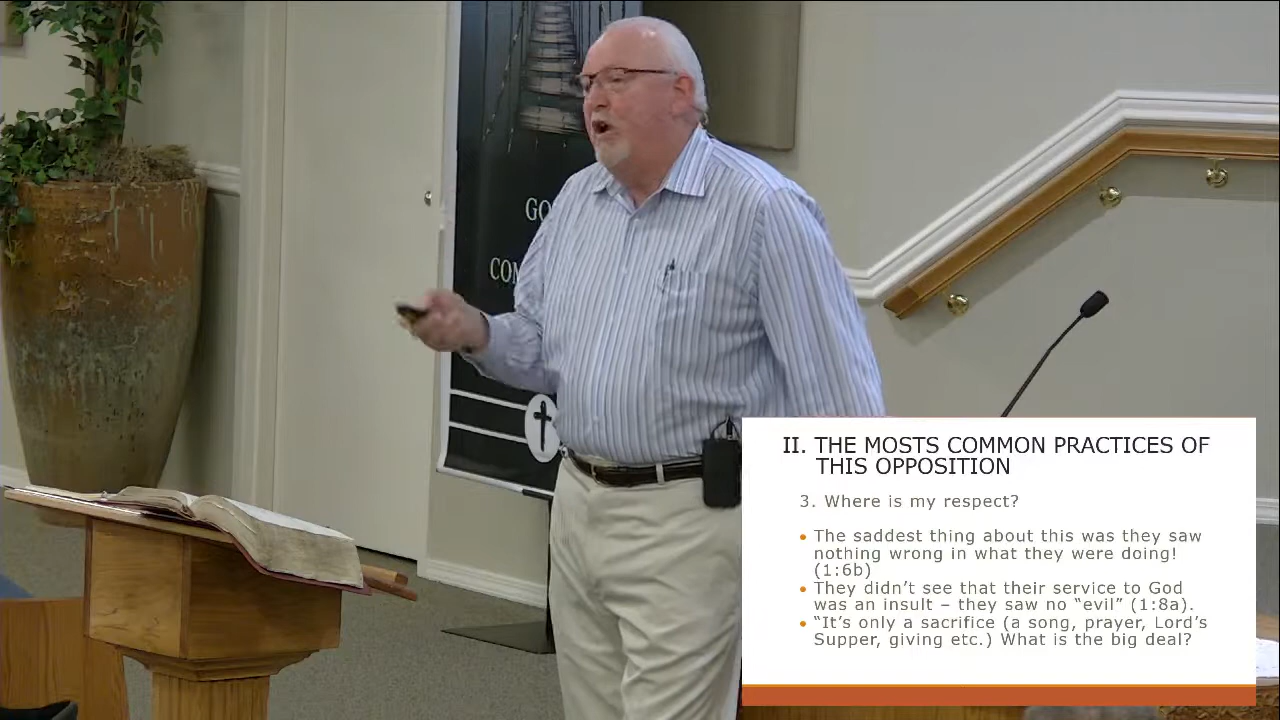 GO
COM
II. THE MOSTS COMMON PRACTICES OF
THIS OPPOSITION
3. Where is my respect?
• The saddest thing about this was they saw
nothing wrong in what they were doing!
(1:6b)
• They didn't see that their service to God
was an insult – they saw no "evil" (1:8a).
• "It's only a sacrifice (a song, prayer, Lord's
Supper, giving etc.) What is the big deal?